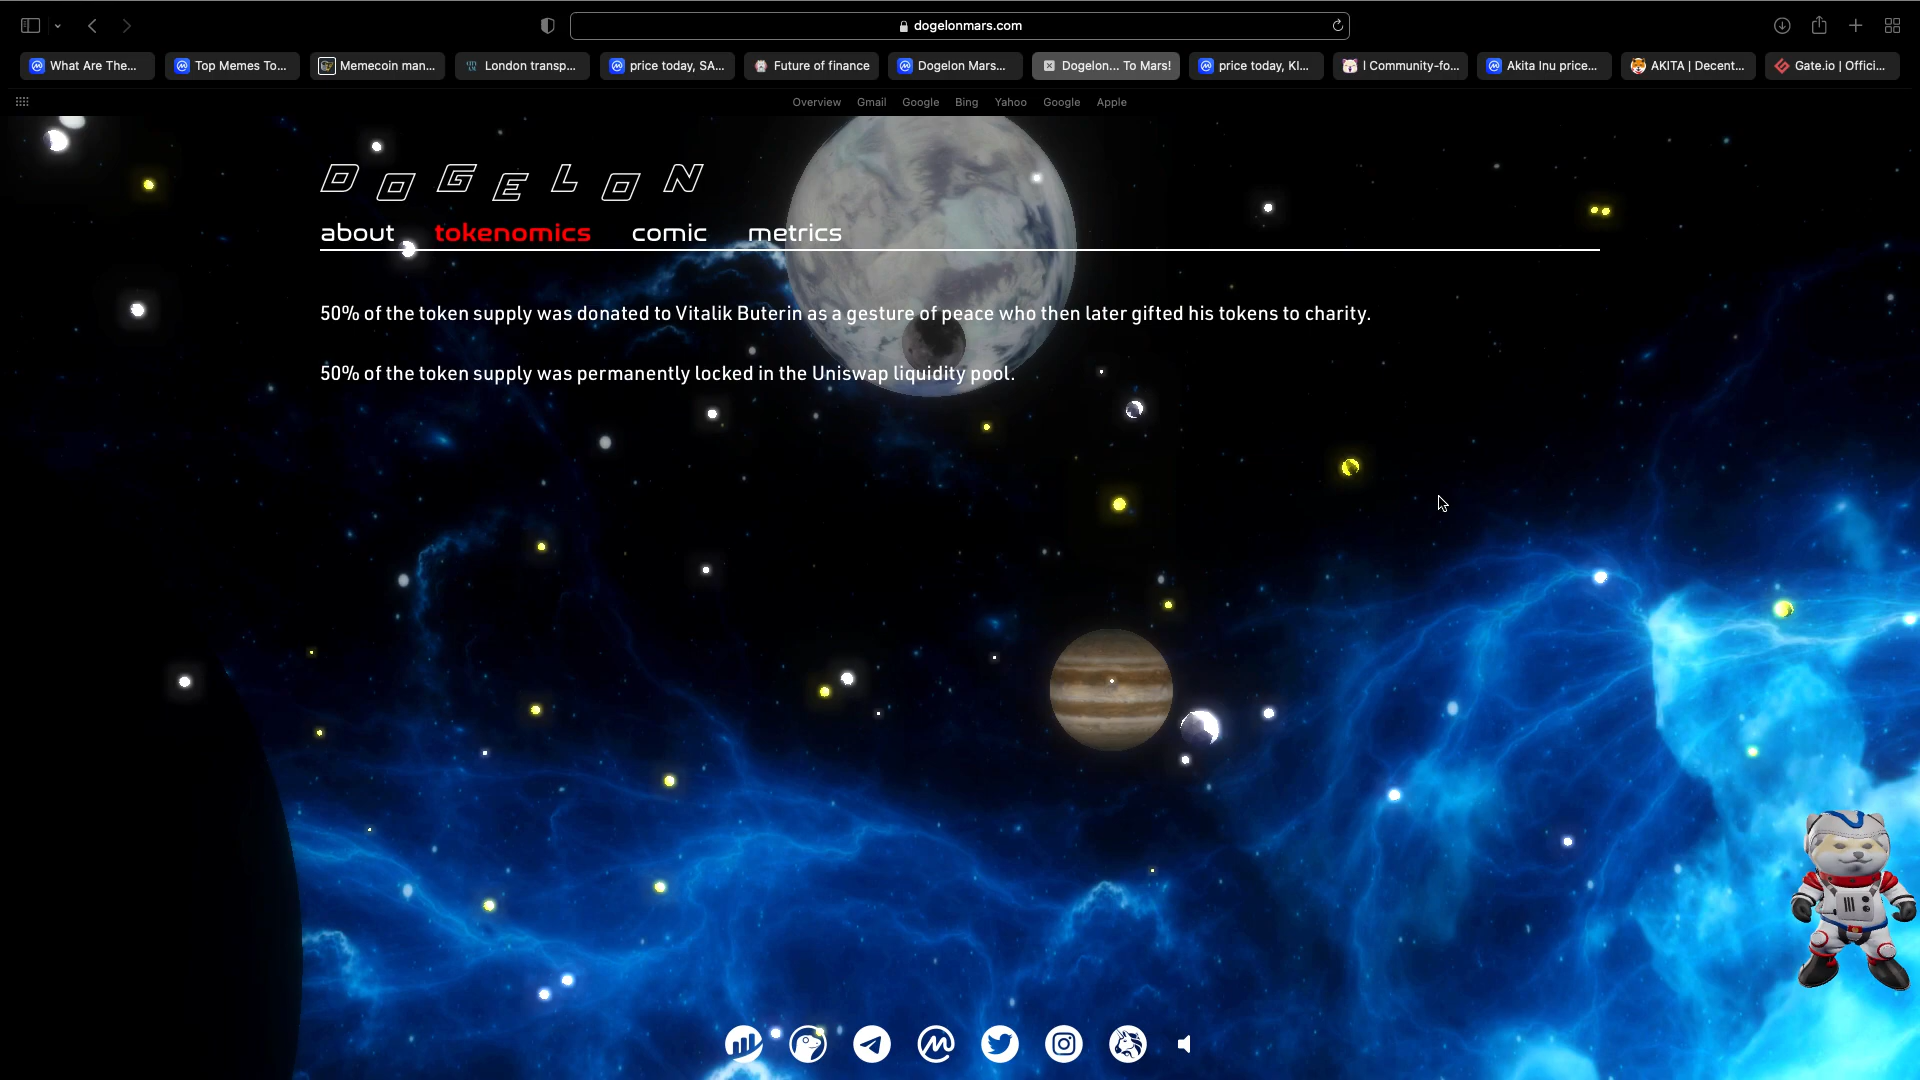 dogelonmars.com
What Are The...
Top Memes To...
Memecoin man...
London transp...
price today, SA...
Future of finance
Dogelon Mars...
Dogelon... To Mars!
price today, KI...
| Community-fo...
Akita Inu price...
AKITA | Decent...
Gate.io | Offici...
Overview Gmail Google Bing Yahoo Google Apple
DOGELON
about tokenomics comic metrics
50% of the token supply was donated to Vitalik Buterin as a gesture of peace who then later gifted his tokens to charity.
50% of the token supply was permanently locked in the Uniswap liquidity pool.